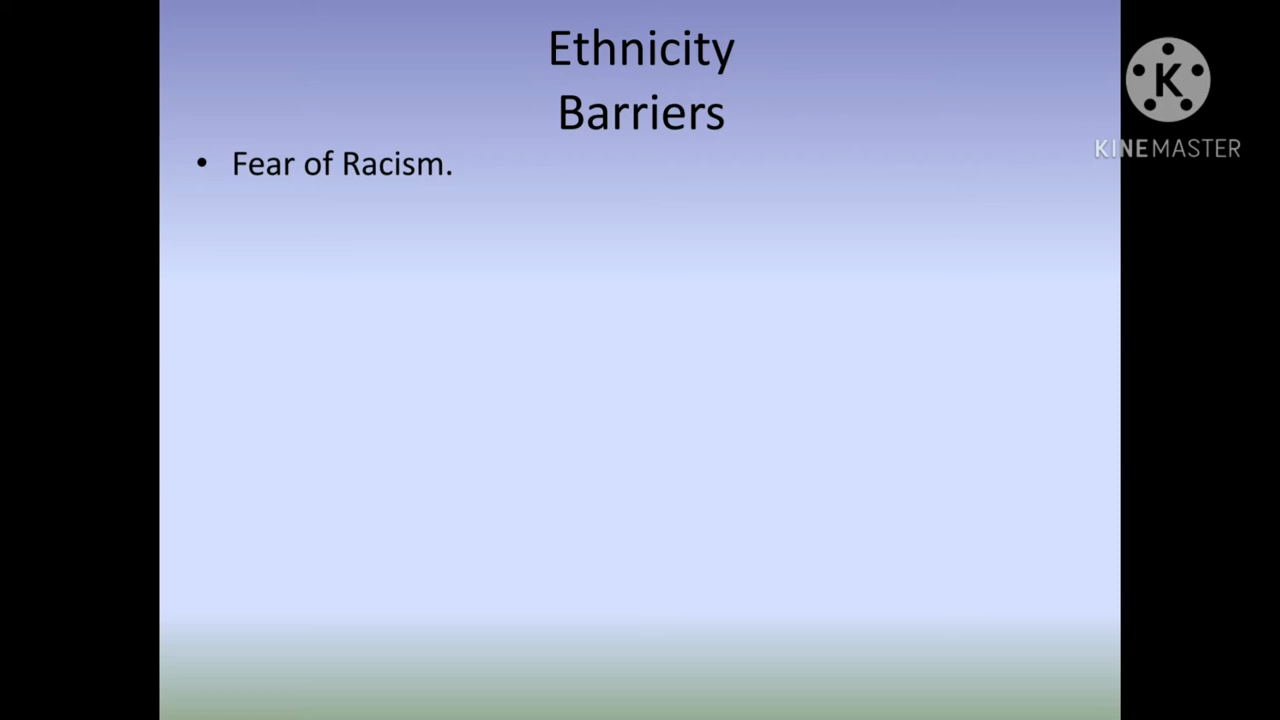 Ethnicity
Barriers
• Fear of Racism.
K
KINEMASTER